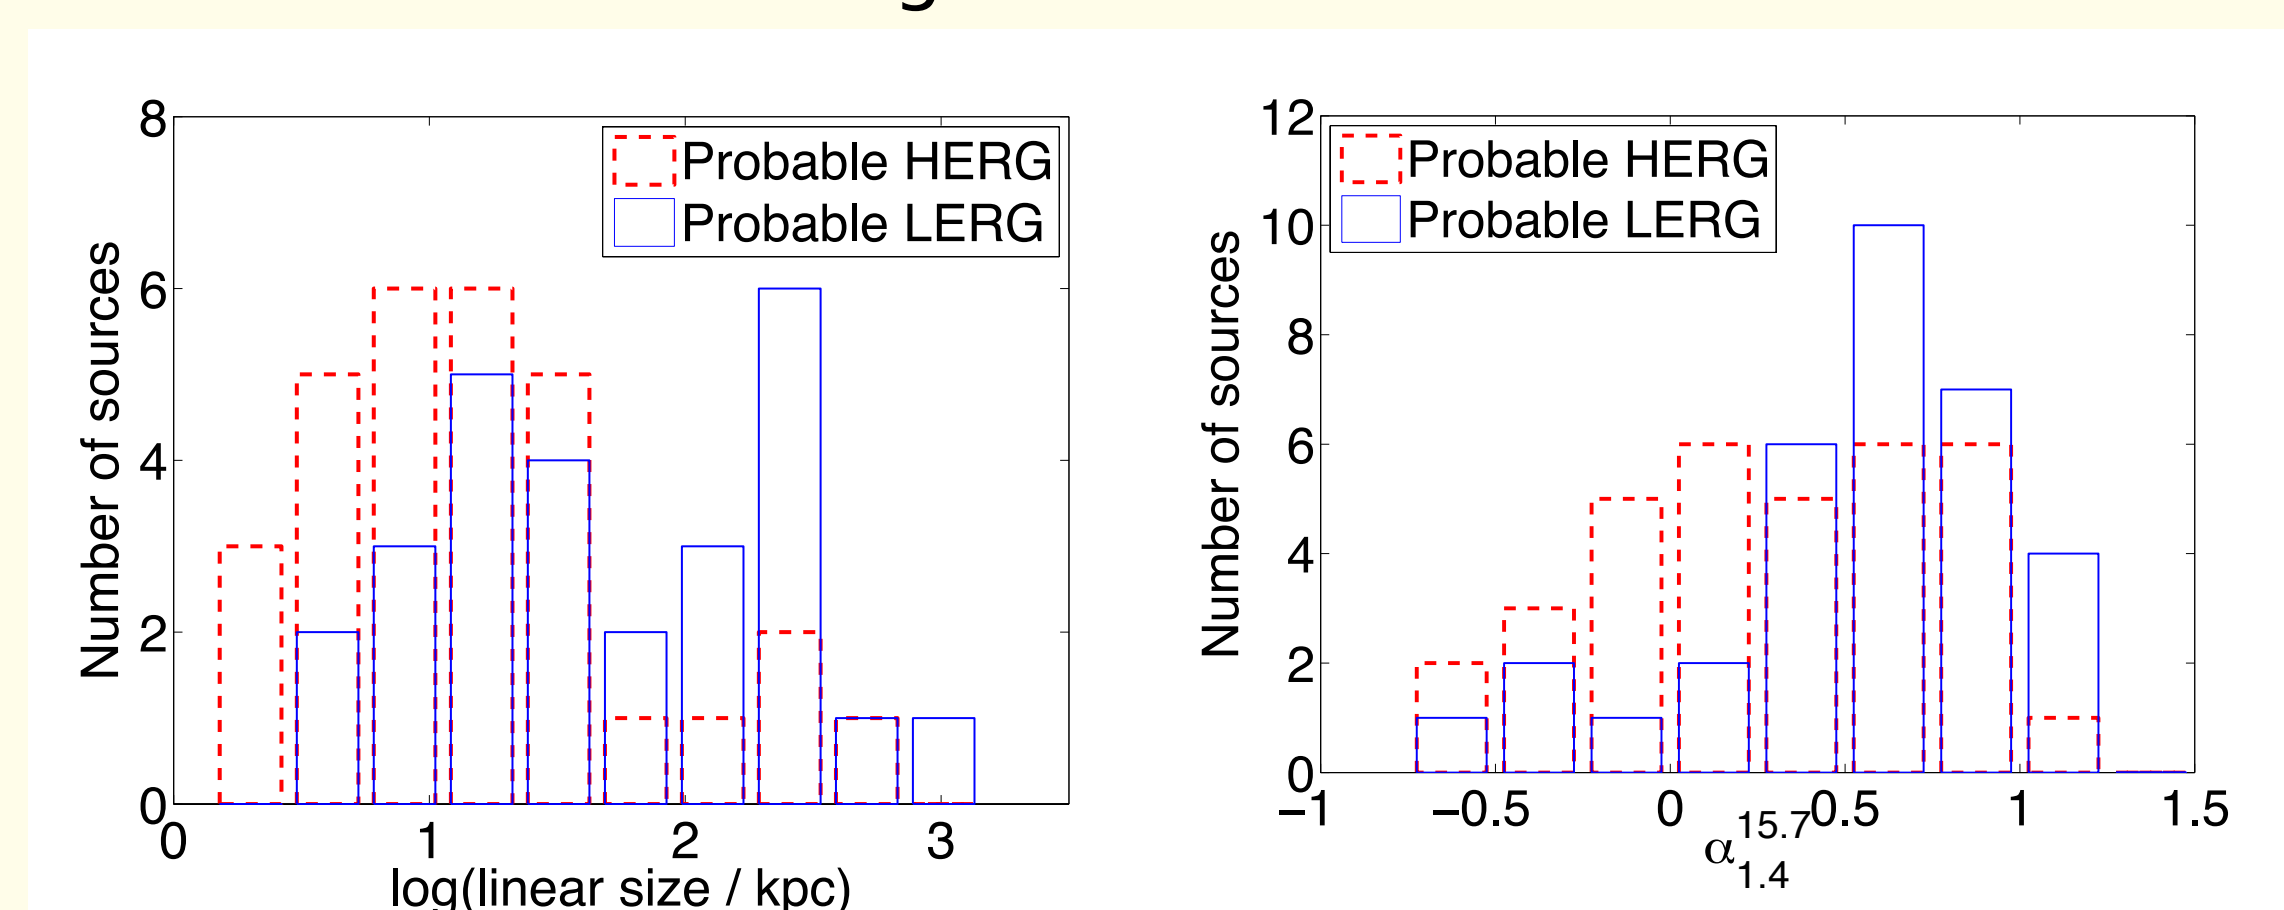 8
6
4
2
0
Number of sources
Probable HERG
Probable LERG
0 1 2 3
log(linear size / kpc)
12
10
8
6
4
2
0
Number of sources
Probable HERG
Probable LERG
−1 −0.5 0 0.5 1 1.5
α 15.7 1.4